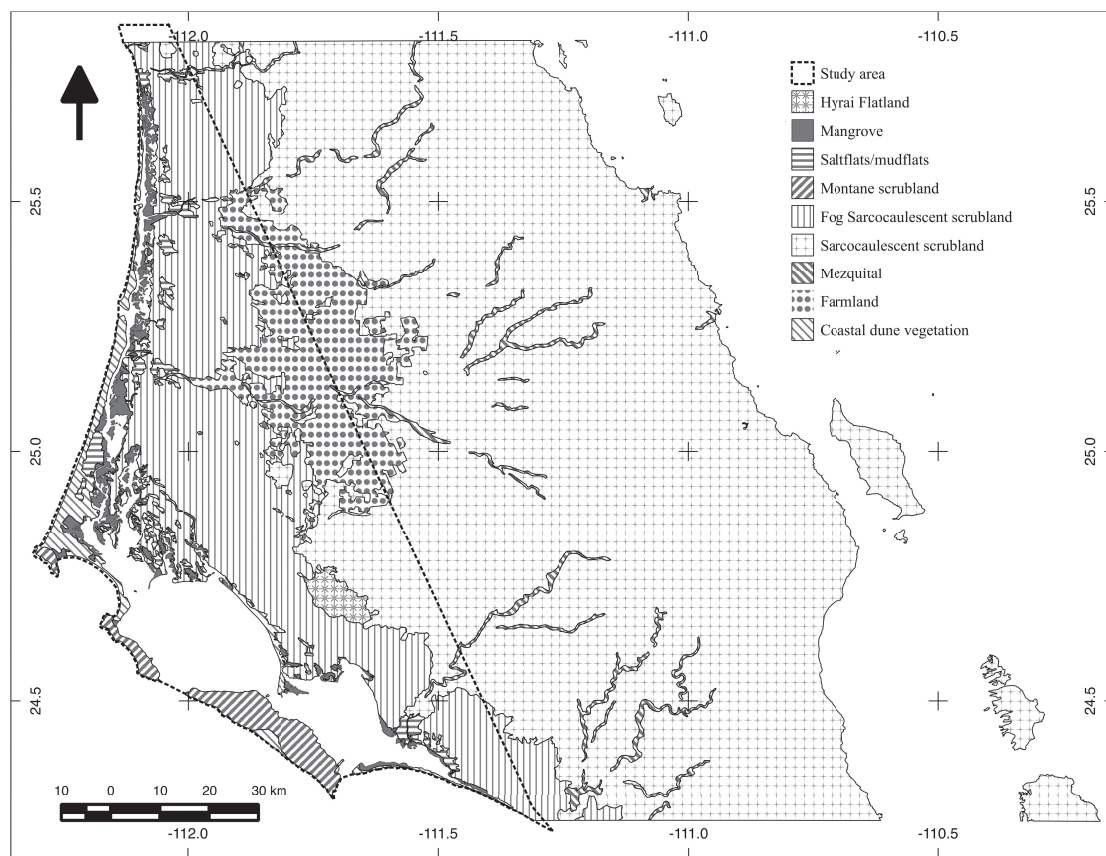 -112.0 -111.5 -111.0 -110.5
Study area
Hyrai Flatland
Mangrove
Saltflats/mudflats
Montane scrubland
Fog Sarcocaulescent scrubland
Sarcocaulescent scrubland
Mezquital
Farmland
Coastal dune vegetation
25.5 25.5
25.0 25.0
24.5 24.5
10 0 10 20 30 km
-112.0 -111.5 -111.0 -110.5